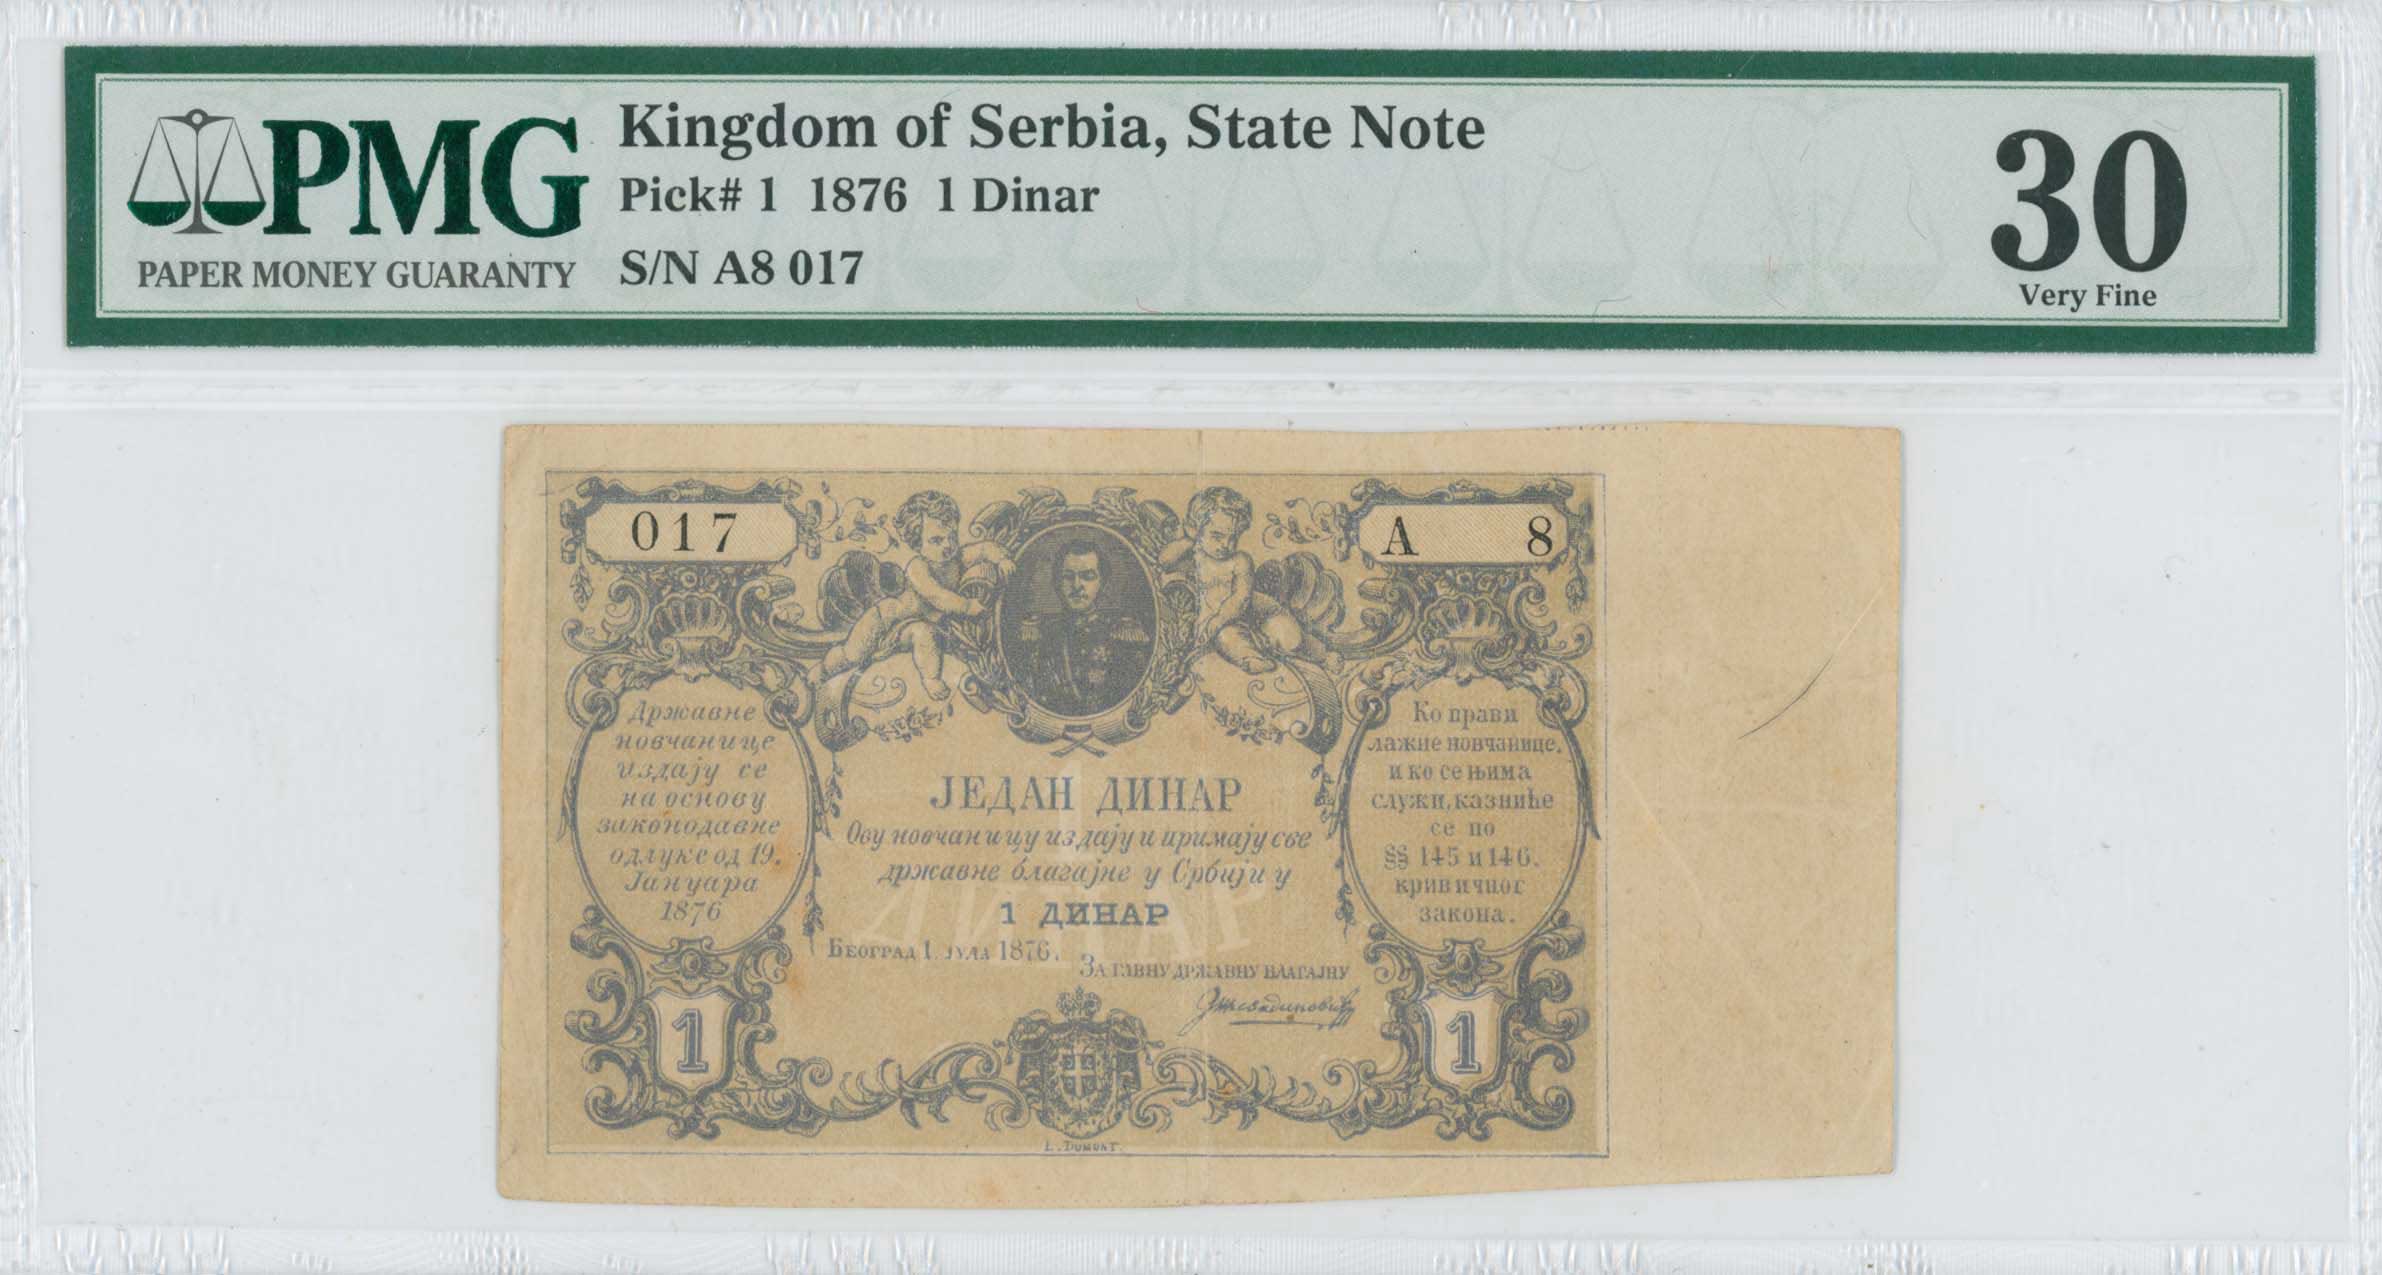 PMG
PAPER MONEY GUARANTY
Kingdom of Serbia, State Note
Pick# 1 1876 1 Dinar
S/N A8 017
30
Very Fine
017
A 8
Државне
новчанице
издају се
на основу
законодавне
одлуке од 19.
Јануара
1876
ЈЕДАН ДИНАР
Ову новчаницу издају и примају све
државне благајне у Србији у
1 ДИНАР
БЕОГРАД 1. ЈУЛА 1876.
ЗА ГЛАВНУ ДРЖАВНУ БЛАГАЈНУ
Ко прави
лажне новчанице,
и ко се њима
служи, казниће
се по
§§ 145 и 146.
кривичног
закона.
1
ДИНАР
1
1
L. DUMONT.